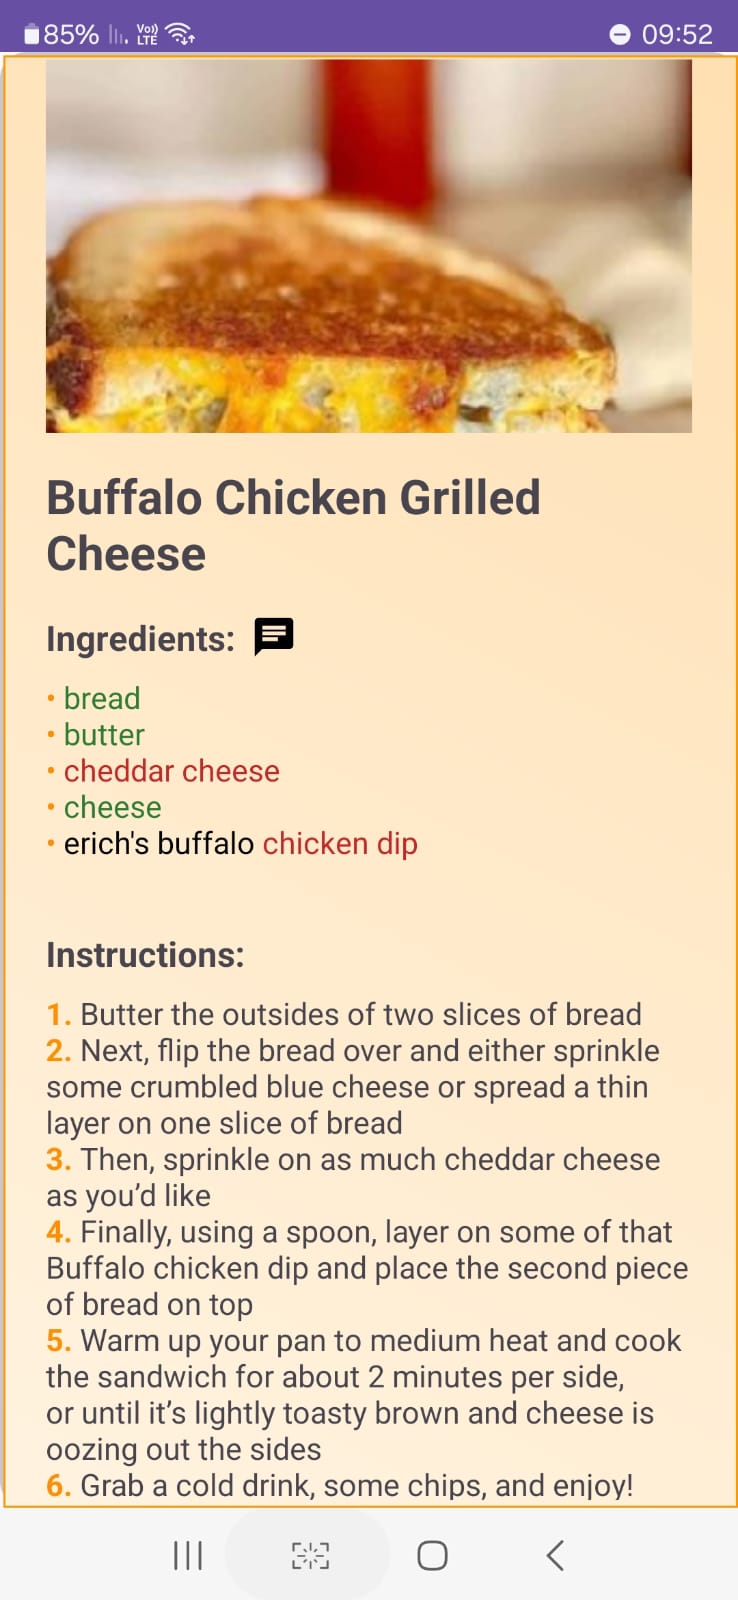 85% Vo)) LTE 09:52
Buffalo Chicken Grilled
Cheese
Ingredients:
• bread
• butter
• cheddar cheese
• cheese
• erich's buffalo chicken dip
Instructions:
1. Butter the outsides of two slices of bread
2. Next, flip the bread over and either sprinkle
some crumbled blue cheese or spread a thin
layer on one slice of bread
3. Then, sprinkle on as much cheddar cheese
as you’d like
4. Finally, using a spoon, layer on some of that
Buffalo chicken dip and place the second piece
of bread on top
5. Warm up your pan to medium heat and cook
the sandwich for about 2 minutes per side,
or until it’s lightly toasty brown and cheese is
oozing out the sides
6. Grab a cold drink, some chips, and enjoy!